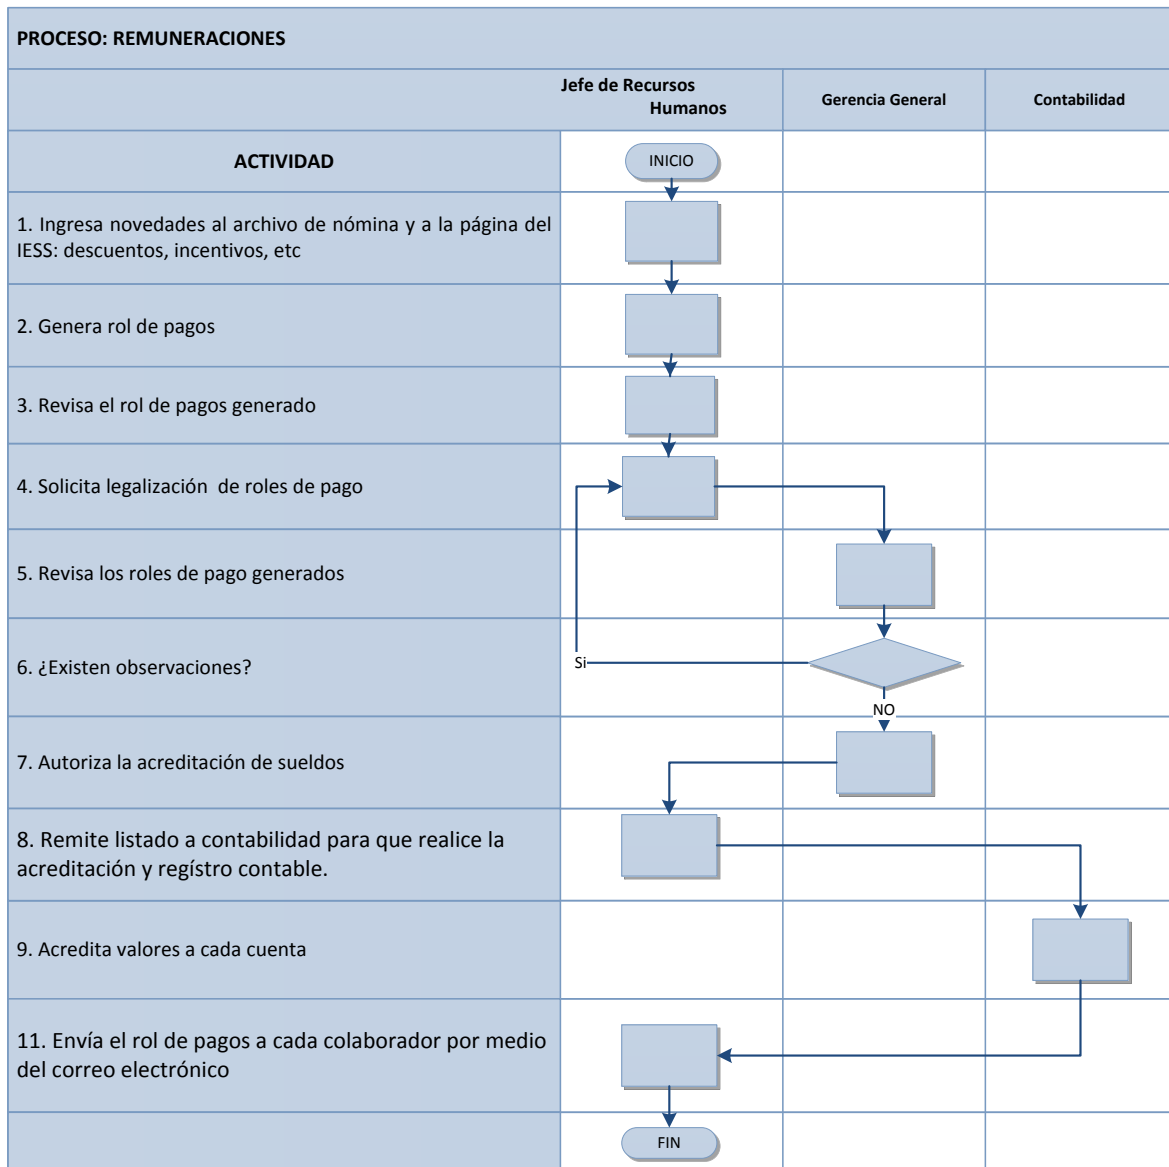 PROCESO: REMUNERACIONES
Jefe de Recursos
Humanos
Gerencia General
Contabilidad
ACTIVIDAD
INICIO
1. Ingresa novedades al archivo de nómina y a la página del
IESS: descuentos, incentivos, etc
2. Genera rol de pagos
3. Revisa el rol de pagos generado
4. Solicita legalización de roles de pago
5. Revisa los roles de pago generados
6. ¿Existen observaciones?
Si
NO
7. Autoriza la acreditación de sueldos
8. Remite listado a contabilidad para que realice la
acreditación y regístro contable.
9. Acredita valores a cada cuenta
11. Envía el rol de pagos a cada colaborador por medio
del correo electrónico
FIN